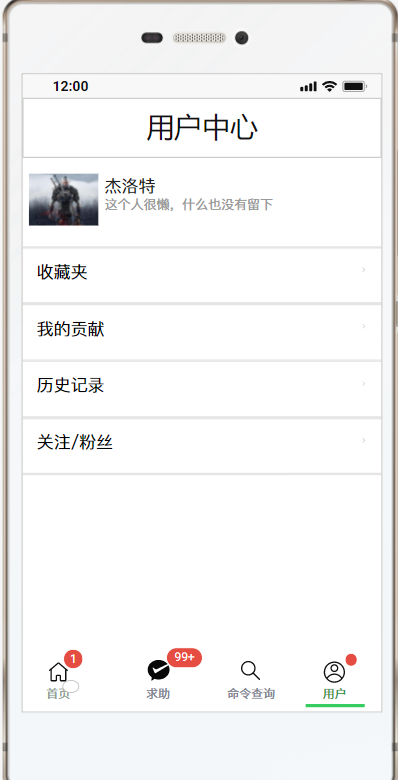 12:00
用户中心
杰洛特
这个人很懒，什么也没有留下
收藏夹
我的贡献
历史记录
关注/粉丝
1
99+
首页
求助
命令查询
用户